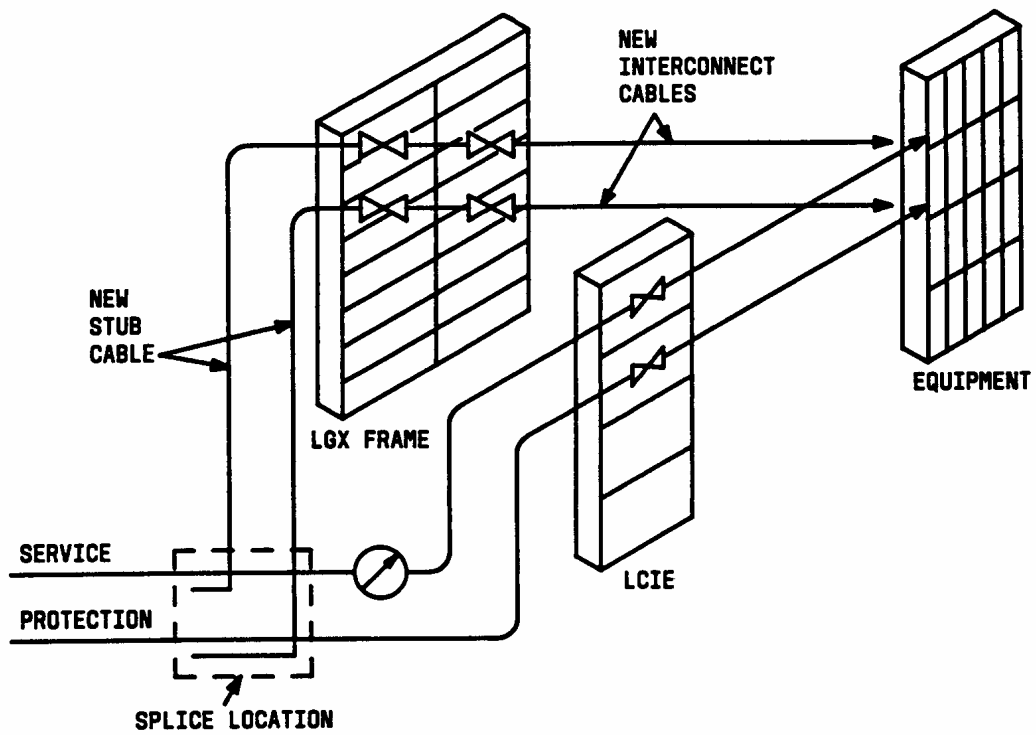 NEW
INTERCONNECT
CABLES
NEW
STUB
CABLE
EQUIPMENT
LGX FRAME
SERVICE
LCIE
PROTECTION
SPLICE LOCATION